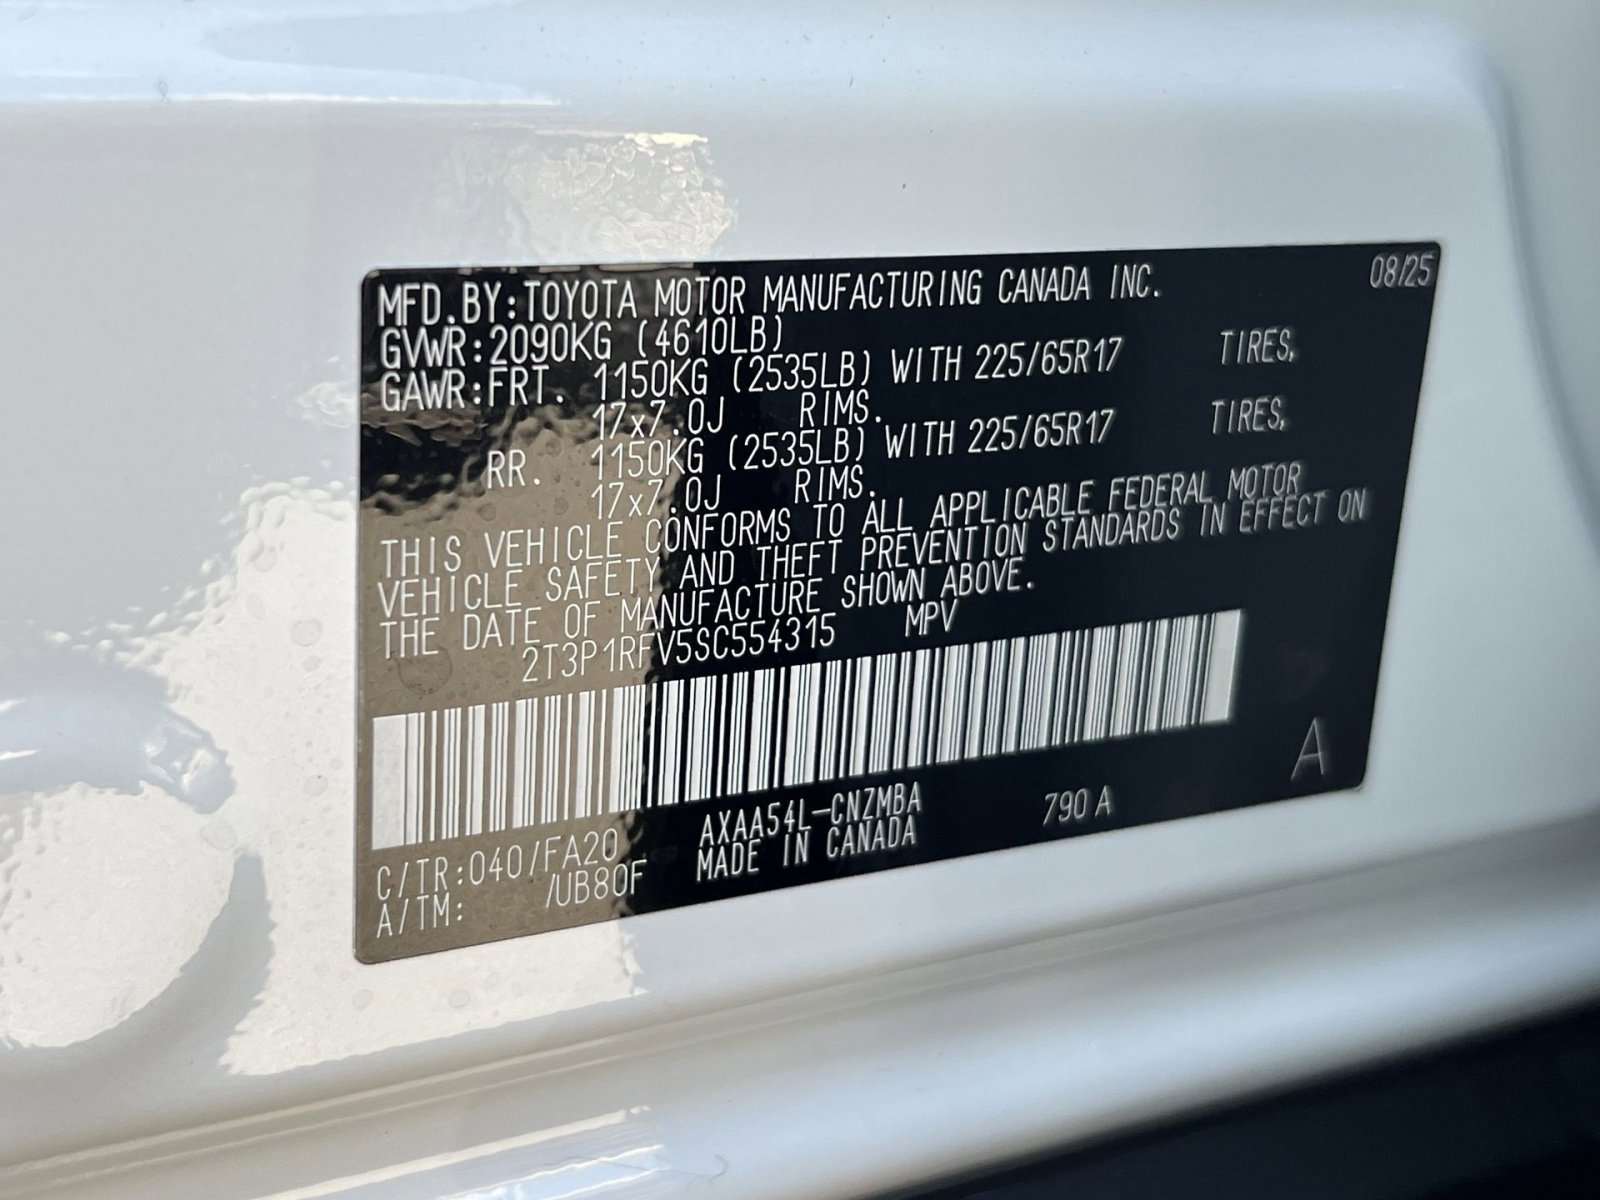 MFD.BY:TOYOTA MOTOR MANUFACTURING CANADA INC. 08/25
GVWR:2090KG (4610LB)
GAWR:FRT. 1150KG (2535LB) WITH 225/65R17 TIRES,
17x7.0J RIMS.
RR. 1150KG (2535LB) WITH 225/65R17 TIRES,
17x7.0J RIMS.
THIS VEHICLE CONFORMS TO ALL APPLICABLE FEDERAL MOTOR
VEHICLE SAFETY AND THEFT PREVENTION STANDARDS IN EFFECT ON
THE DATE OF MANUFACTURE SHOWN ABOVE.
2T3P1RFV5SC554315 MPV
A
C/TR:040/FA20 AXAA54L-CNZMBA 790 A
A/TM: /UB80F MADE IN CANADA